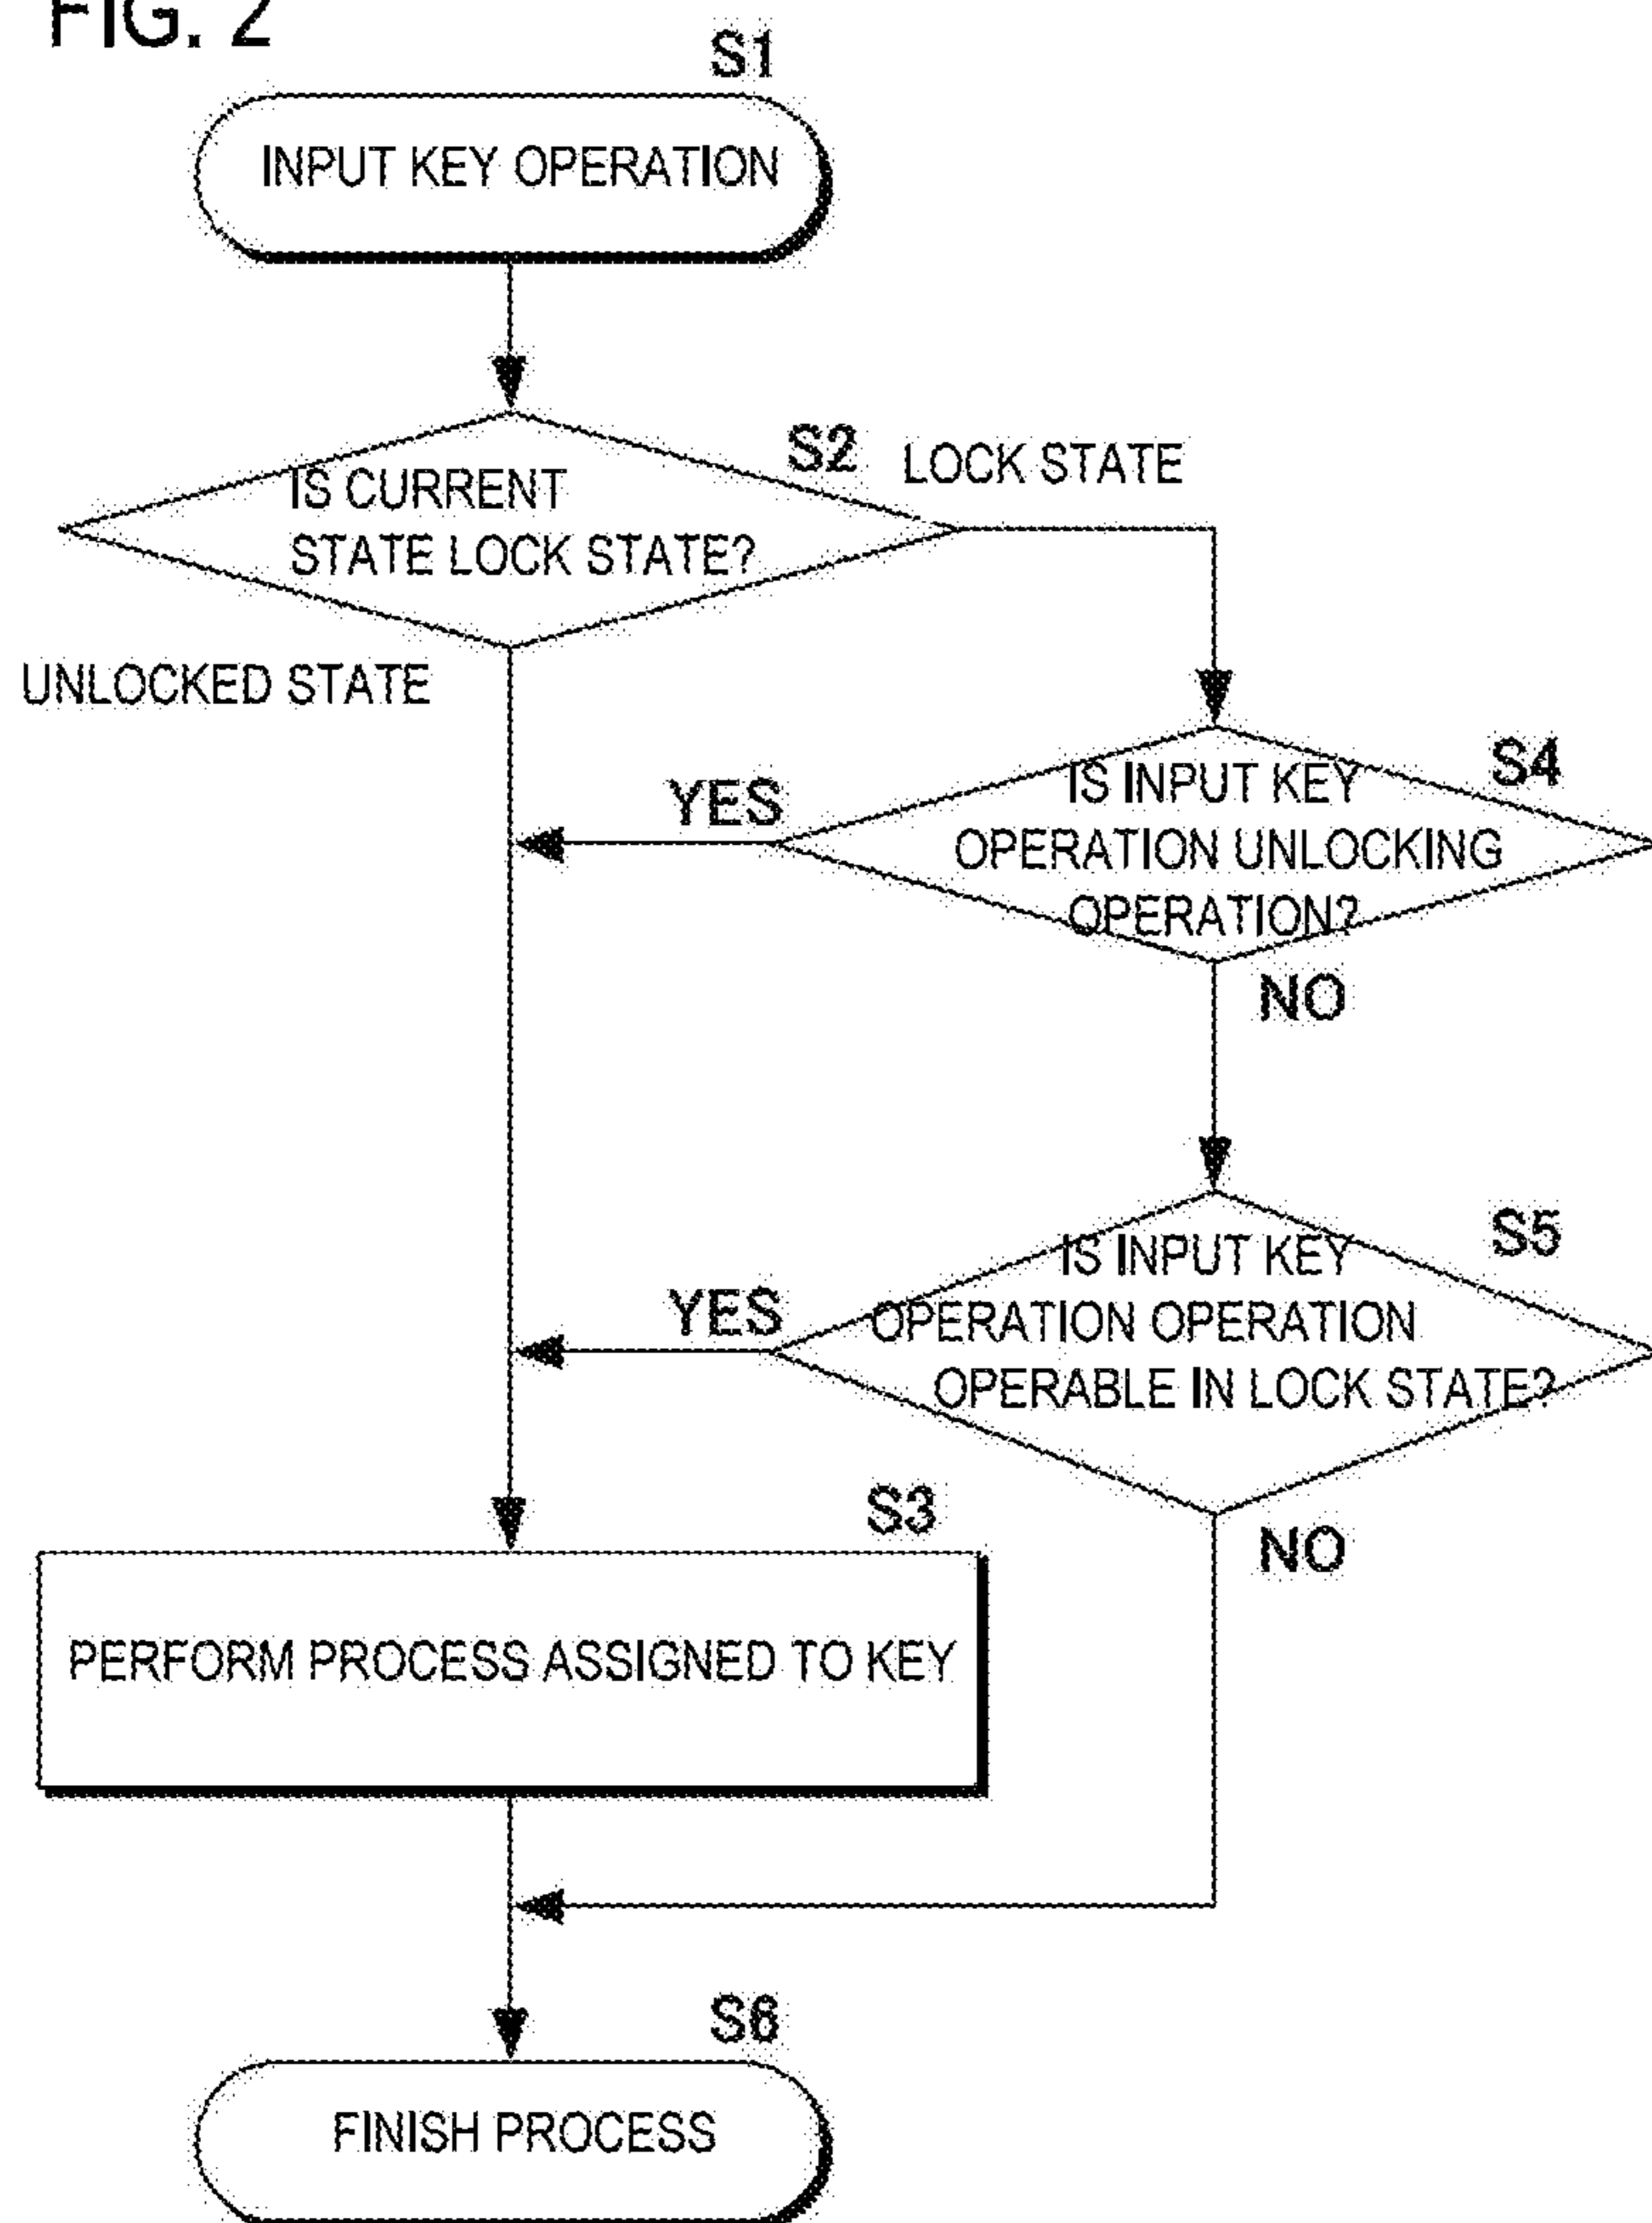 FIG. 2
S1
INPUT KEY OPERATION
S2
LOCK STATE
IS CURRENT
STATE LOCK STATE?
UNLOCKED STATE
S4
IS INPUT KEY
OPERATION UNLOCKING
OPERATION?
YES
NO
S5
IS INPUT KEY
OPERATION OPERATION
OPERABLE IN LOCK STATE?
YES
NO
S3
PERFORM PROCESS ASSIGNED TO KEY
S6
FINISH PROCESS